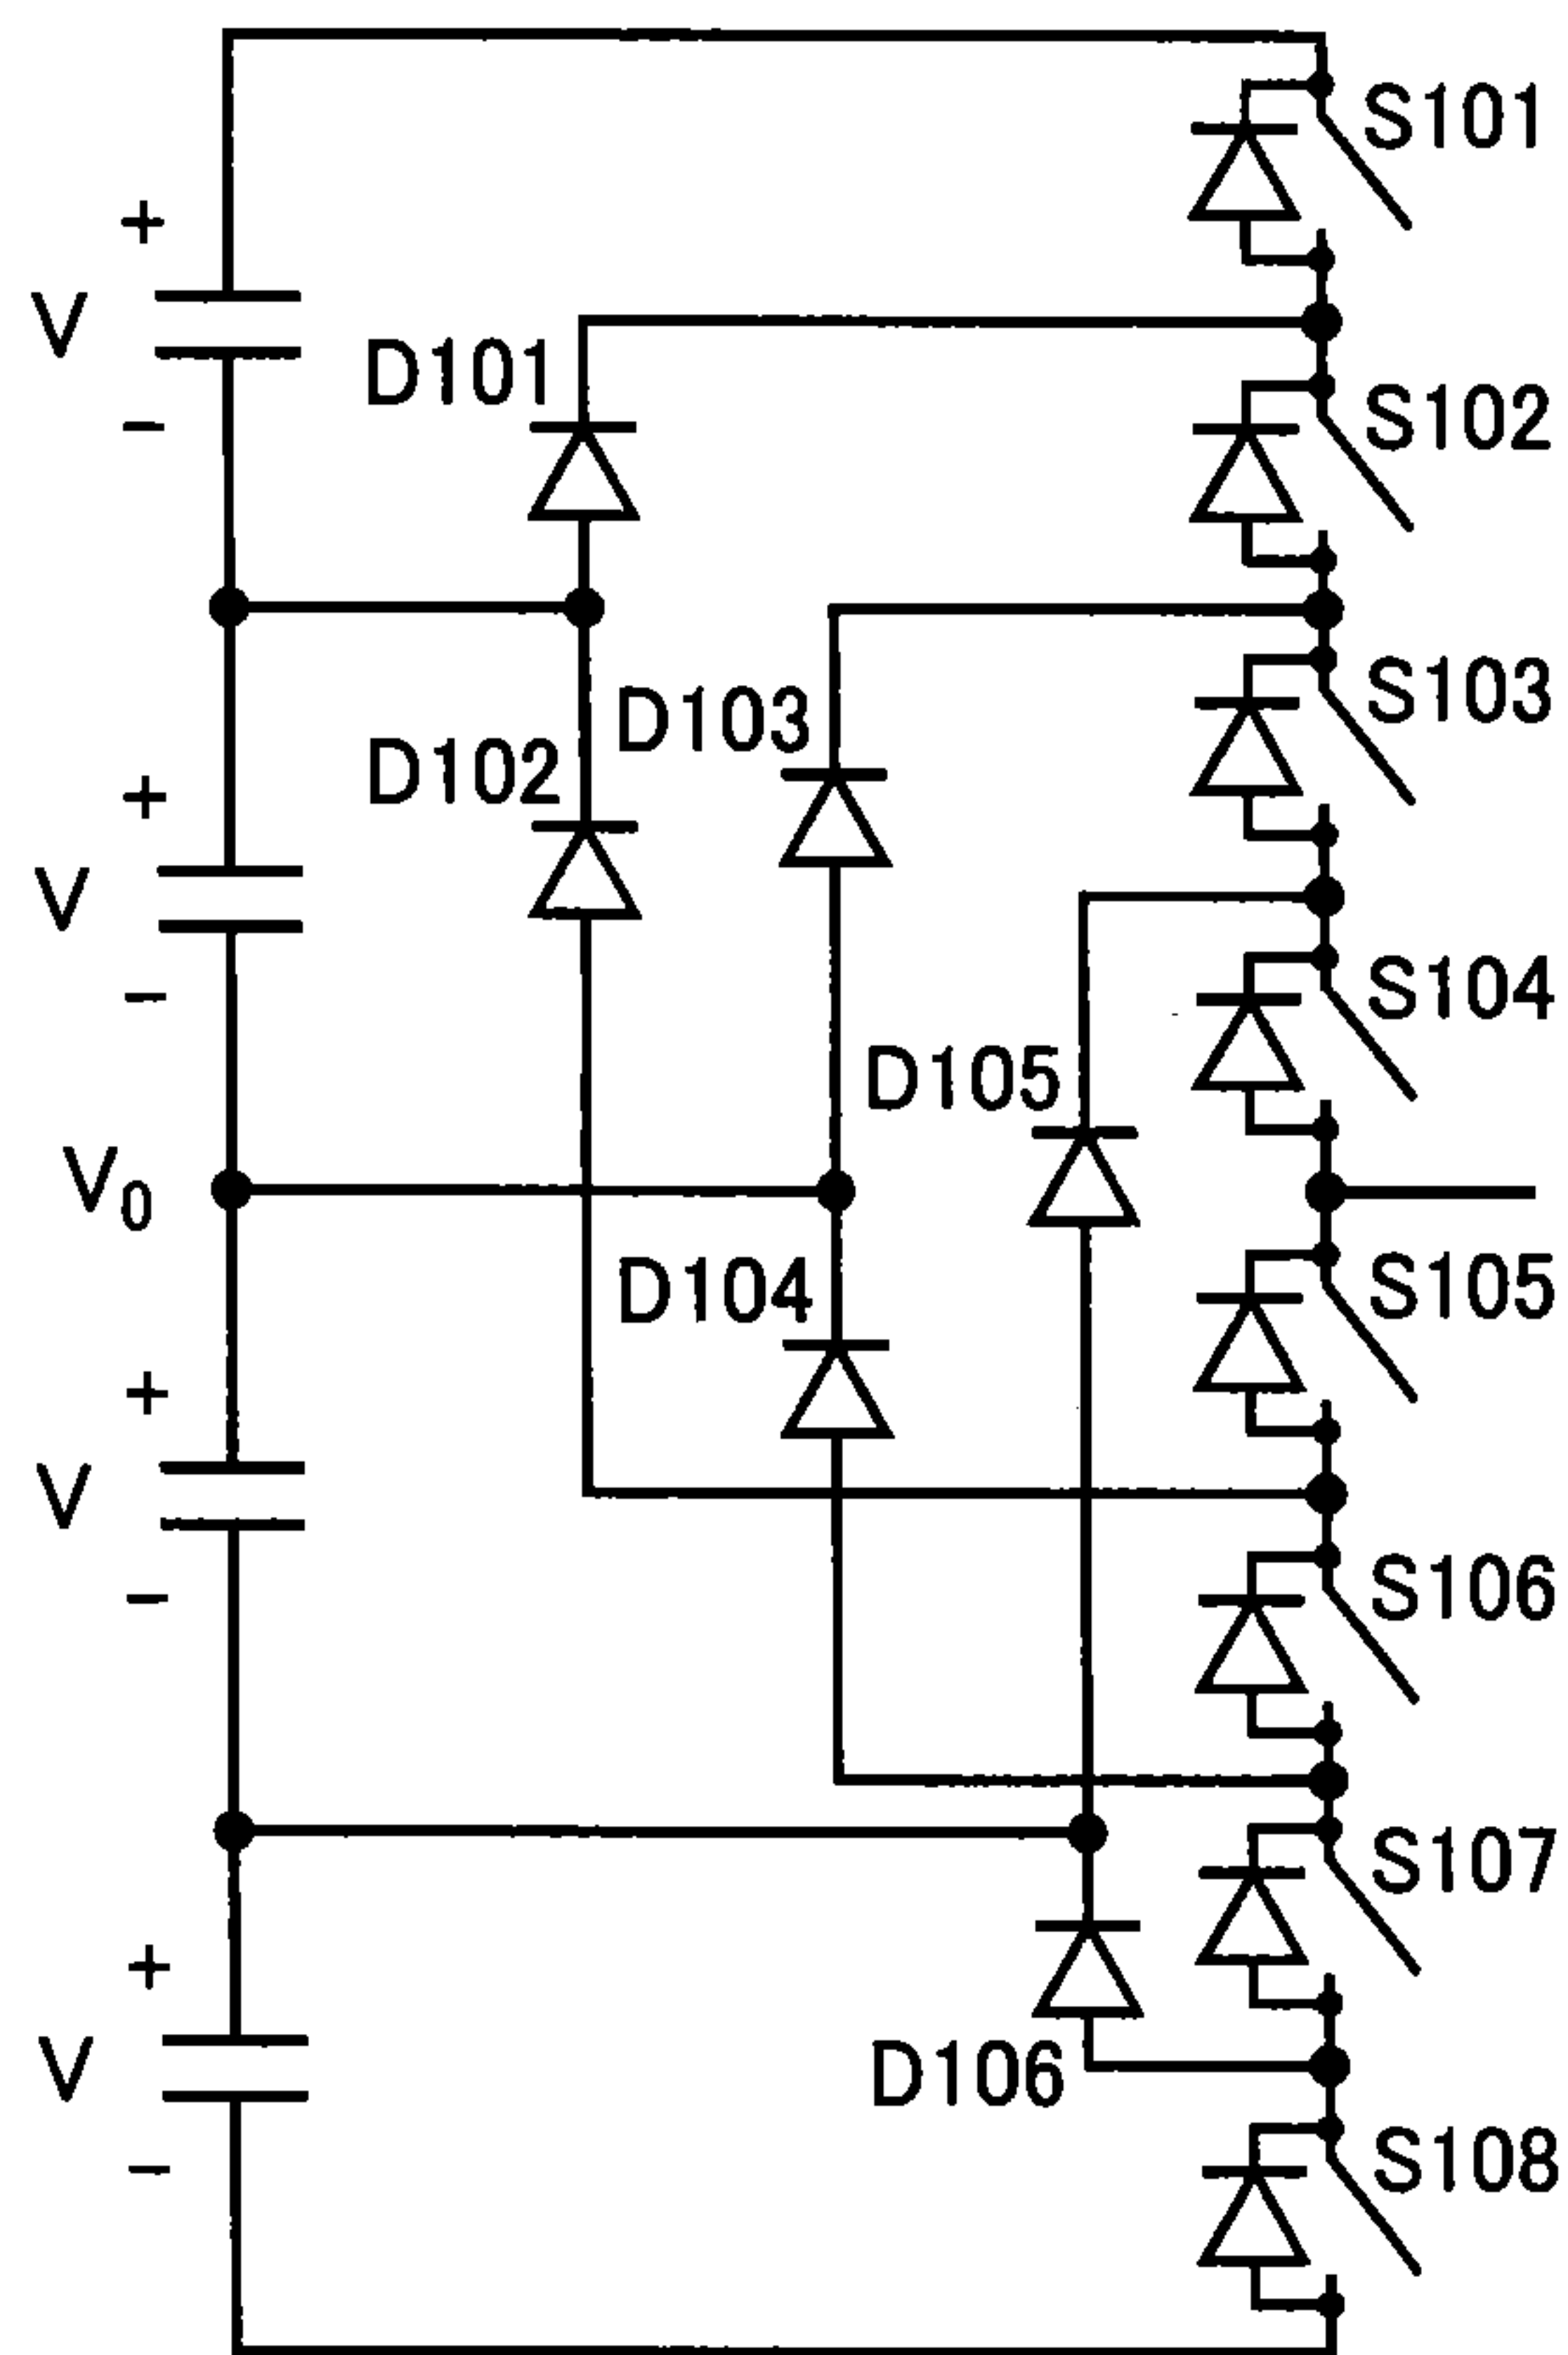 S101
+
V
D101
-
S102
D103
S103
D102
+
V
S104
-
D105
V0
D104
S105
+
V
S106
-
S107
+
V
D106
S108
-